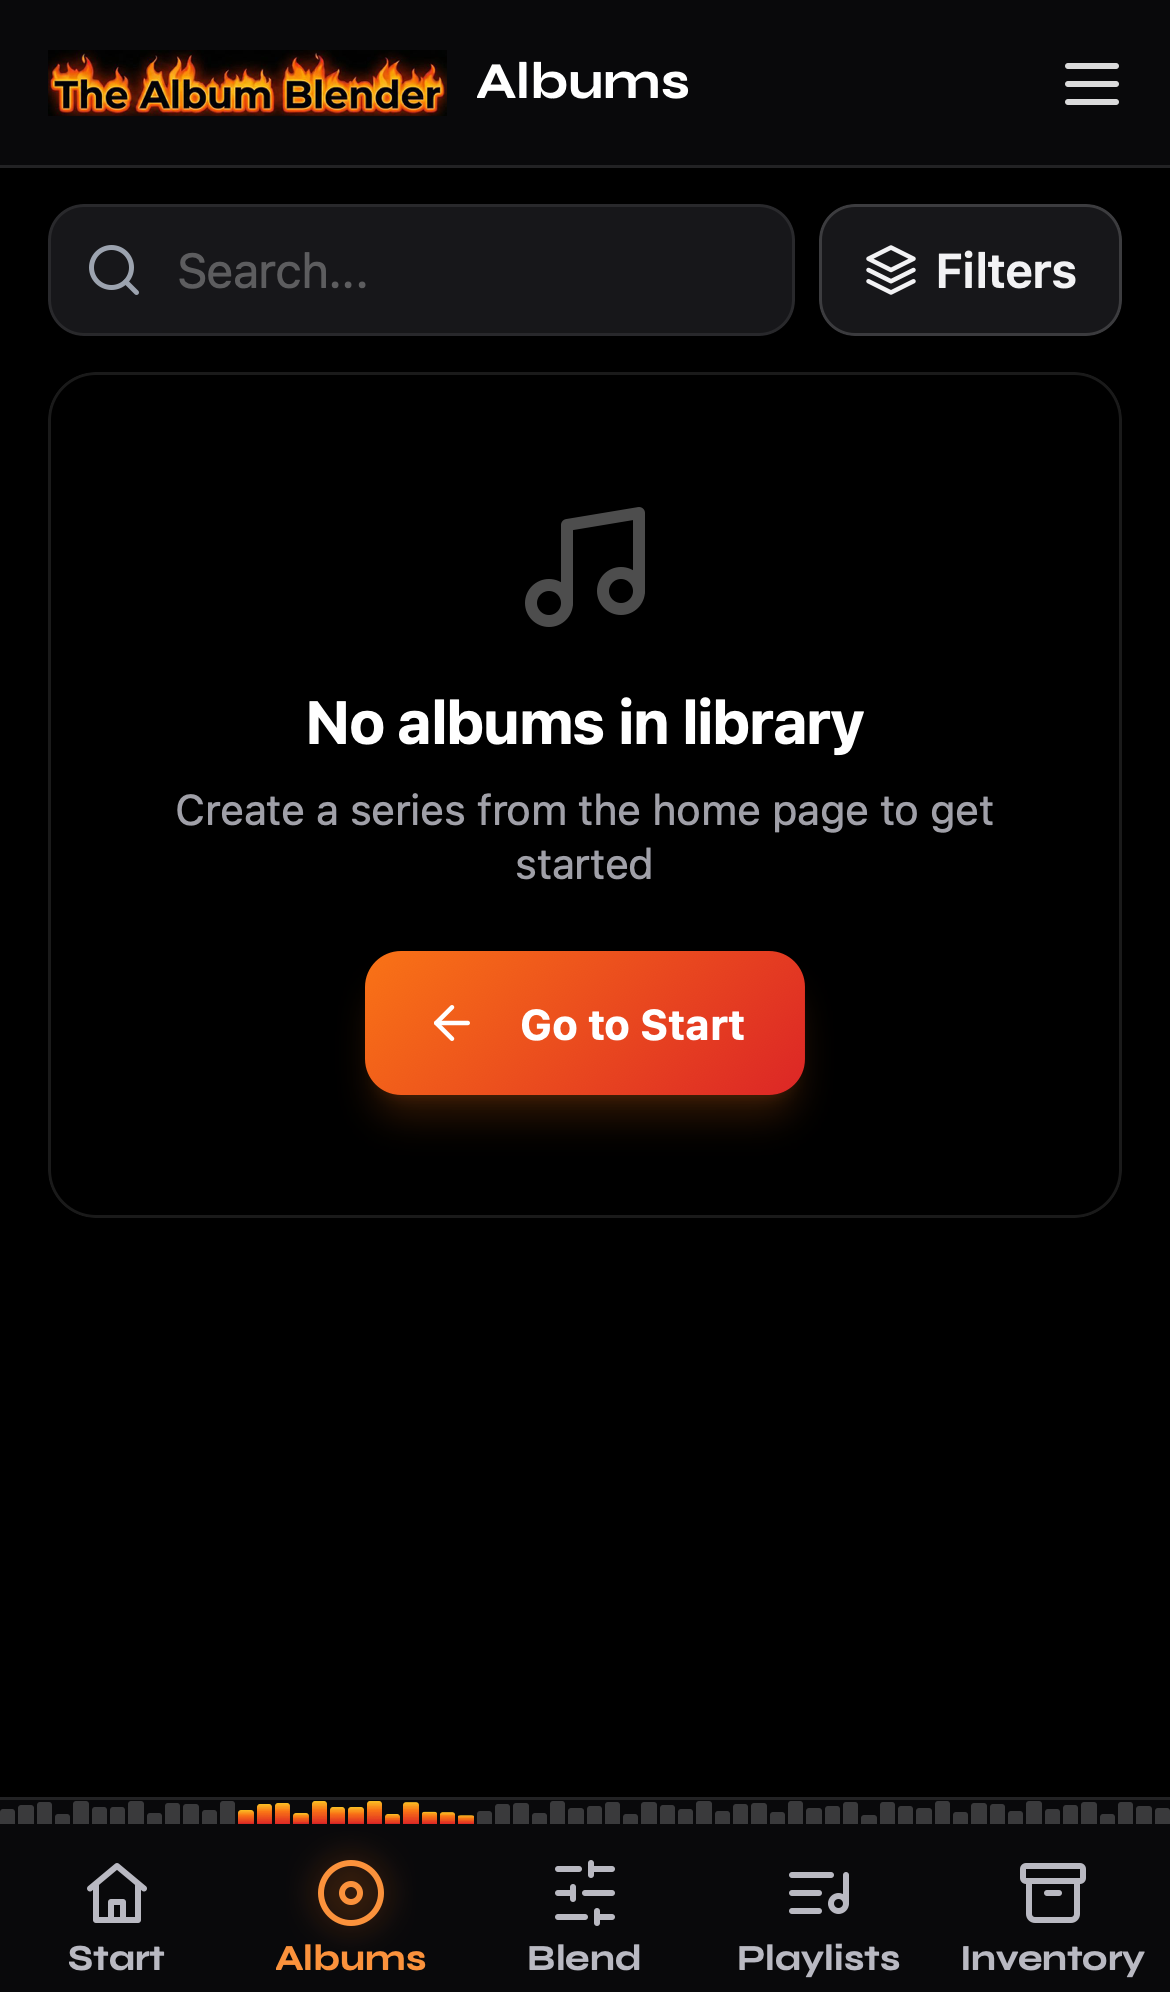 The Album Blender
Albums
Search...
Filters
No albums in library
Create a series from the home page to get
started
Go to Start
Start
Albums
Blend
Playlists
Inventory